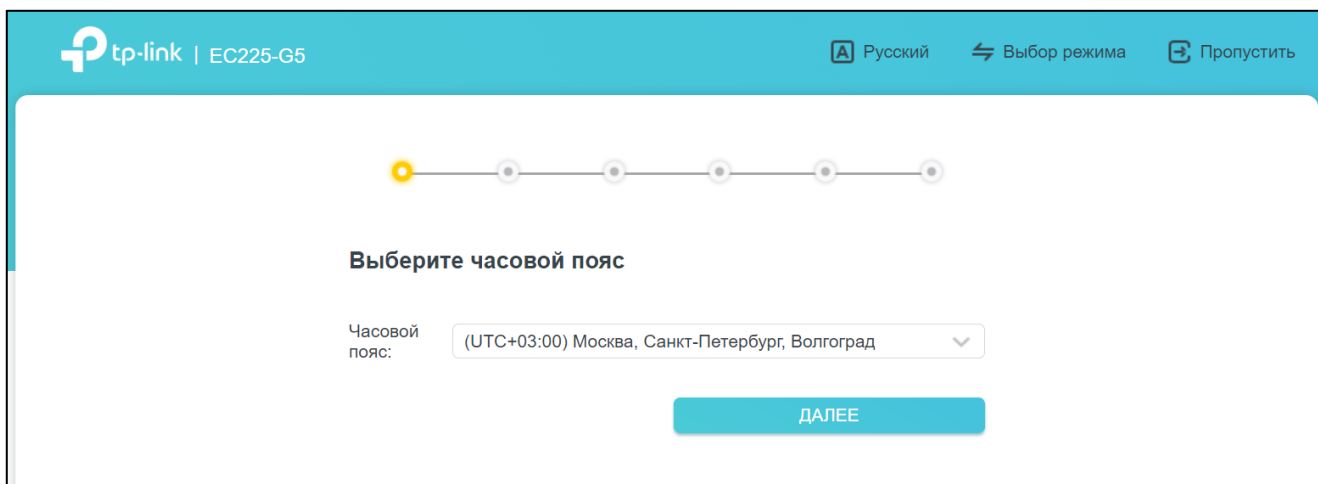 tp-link | EC225-G5
A Русский
Выбор режима
Пропустить
Выберите часовой пояс
Часовой
пояс:
(UTC+03:00) Москва, Санкт-Петербург, Волгоград
ДАЛЕЕ